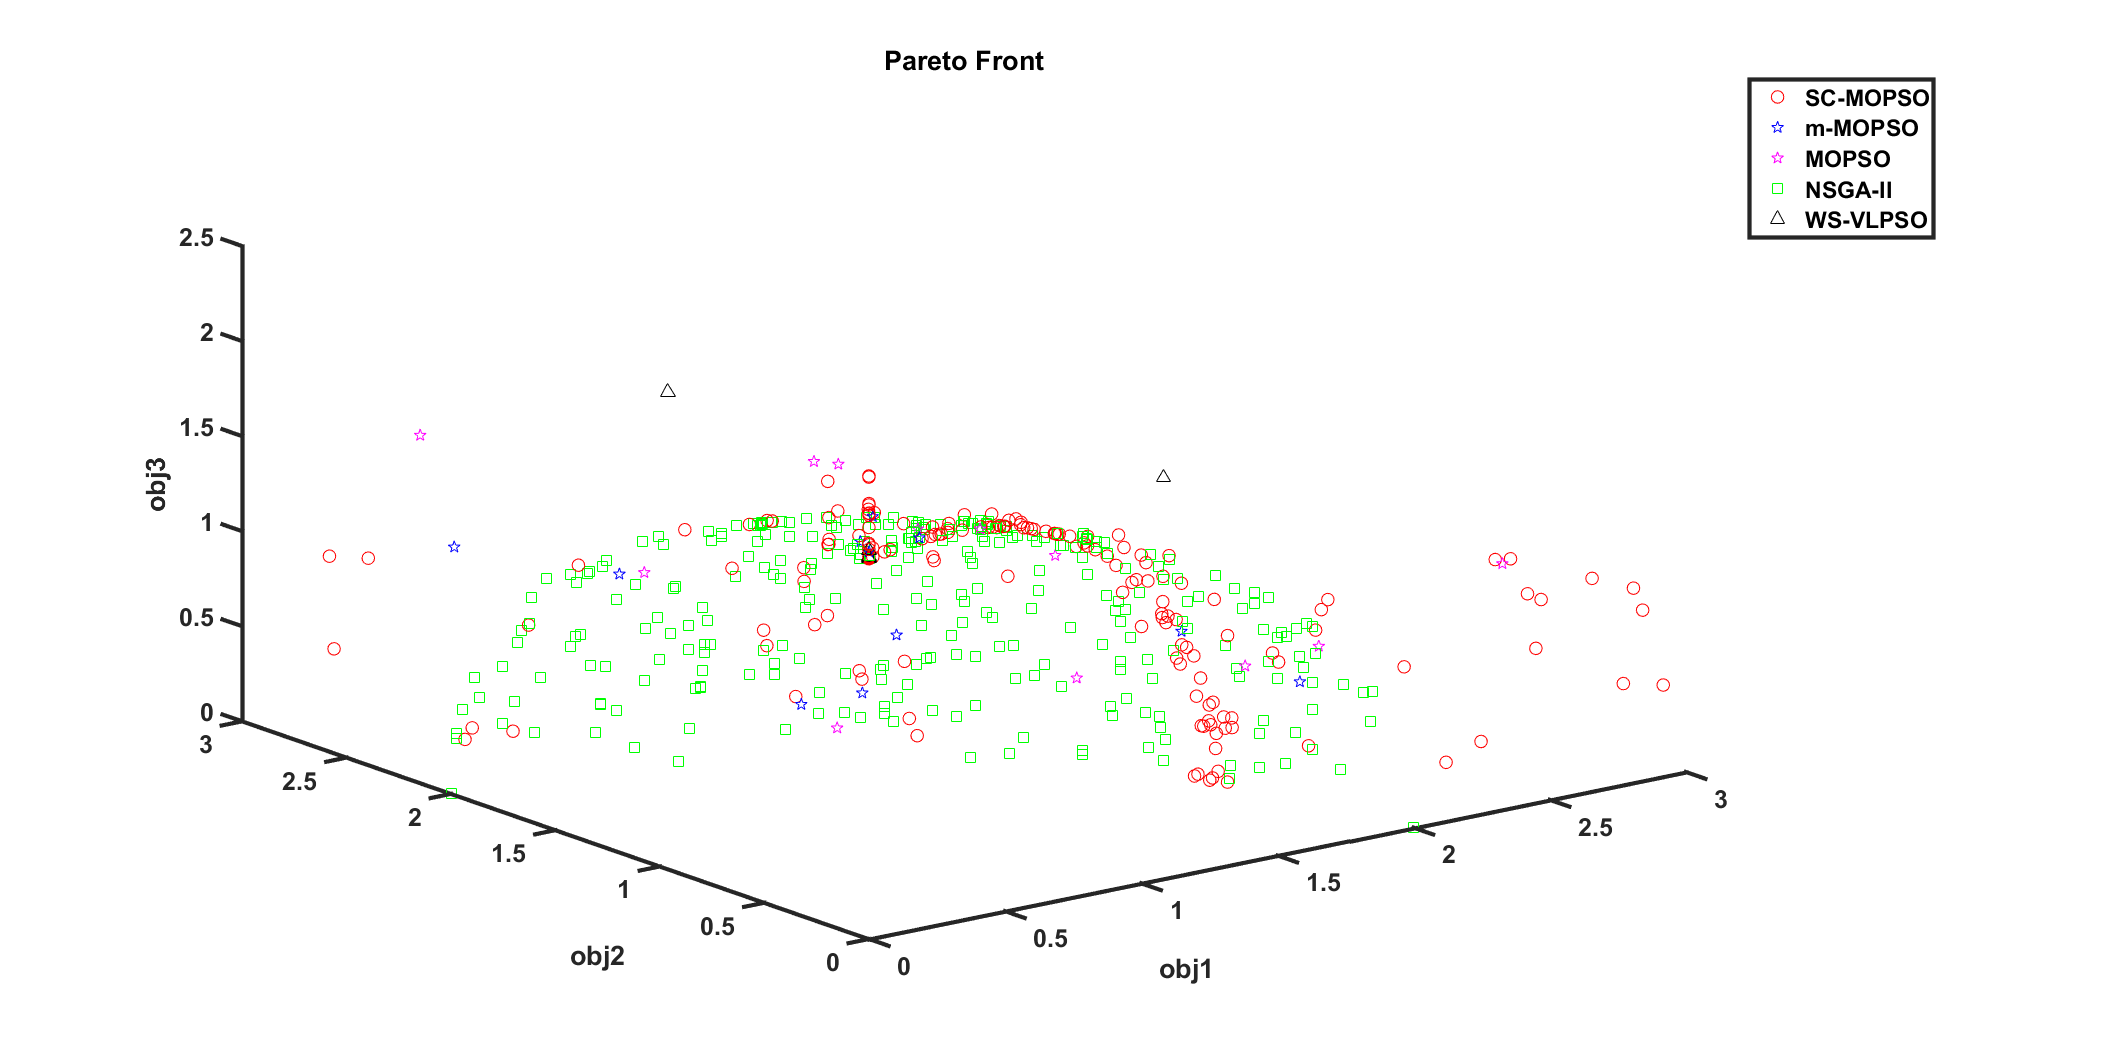 Pareto Front
SC-MOPSO
m-MOPSO
MOPSO
NSGA-II
WS-VLPSO
2.5
2
1.5
1
0.5
0
obj3
3
2.5
2
1.5
1
0.5
0
obj2
0
0.5
1
1.5
2
2.5
3
obj1